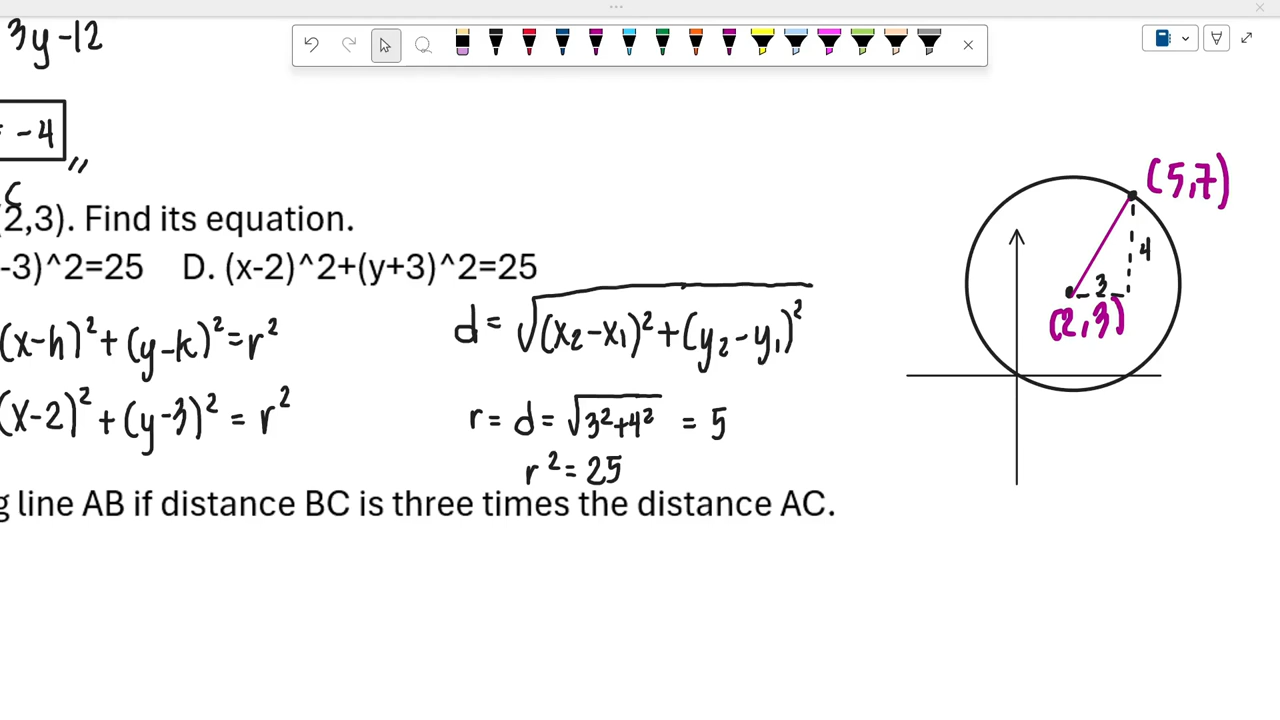 3y-12
= -4
C
(2,3). Find its equation.
-3)^2=25 D. (x-2)^2+(y+3)^2=25
(x-h)²+(y-k)²=r²
(x-2)²+(y-3)²=r²
d=√(x₂-x₁)²+(y₂-y₁)²
r=d=√3²+4²=5
r²=25
g line AB if distance BC is three times the distance AC.
(5,7)
4
3
(2,3)